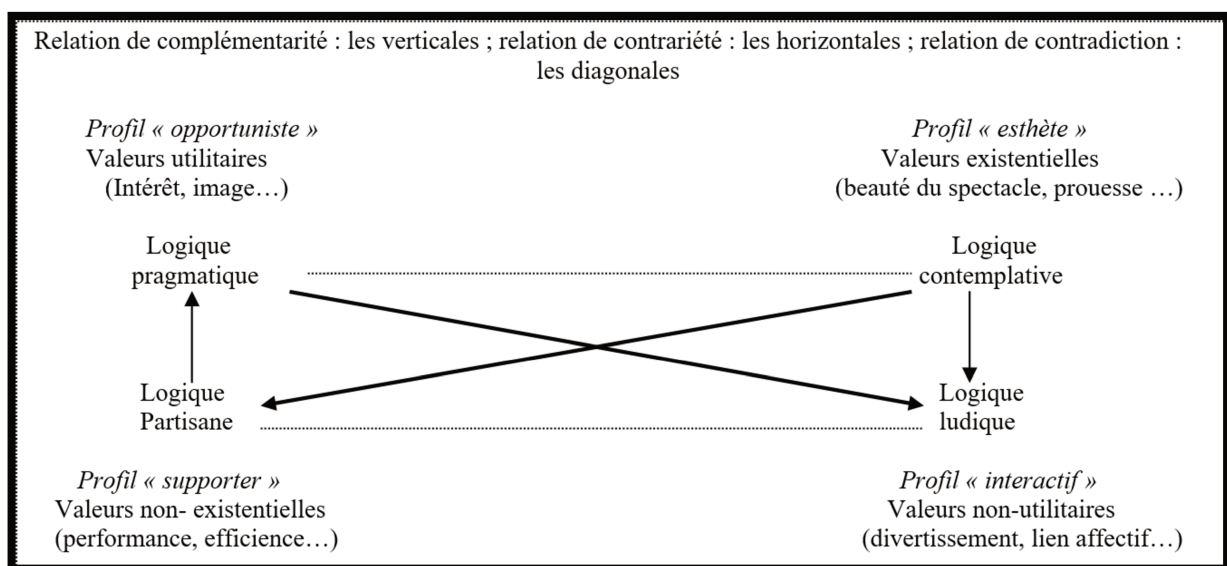 Relation de complémentarité : les verticales ; relation de contrariété : les horizontales ; relation de contradiction :
les diagonales
Profil « opportuniste »
Valeurs utilitaires
(Intérêt, image…)
Profil « esthète »
Valeurs existentielles
(beauté du spectacle, prouesse …)
Logique
pragmatique
Logique
contemplative
Logique
Partisane
Logique
ludique
Profil « supporter »
Valeurs non- existentielles
(performance, efficience…)
Profil « interactif »
Valeurs non-utilitaires
(divertissement, lien affectif…)